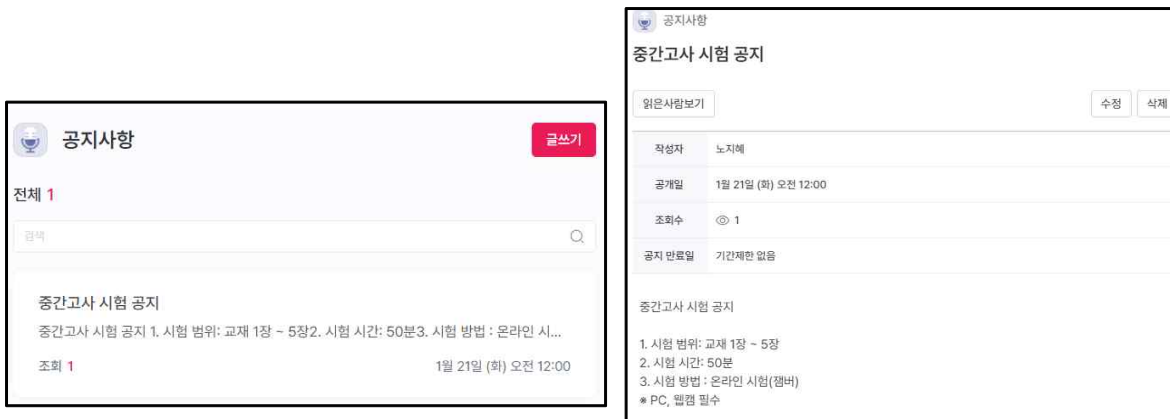 공지사항
글쓰기
전체 1
검색
중간고사 시험 공지
중간고사 시험 공지 1. 시험 범위: 교재 1장 ~ 5장2. 시험 시간: 50분3. 시험 방법 : 온라인 시...
조회 1
1월 21일 (화) 오전 12:00
공지사항
중간고사 시험 공지
읽은사람보기
수정
삭제
작성자 노지혜
공개일 1월 21일 (화) 오전 12:00
조회수 1
공지 만료일 기간제한 없음
중간고사 시험 공지
1. 시험 범위: 교재 1장 ~ 5장
2. 시험 시간: 50분
3. 시험 방법 : 온라인 시험(잼버)
※ PC, 웹캠 필수